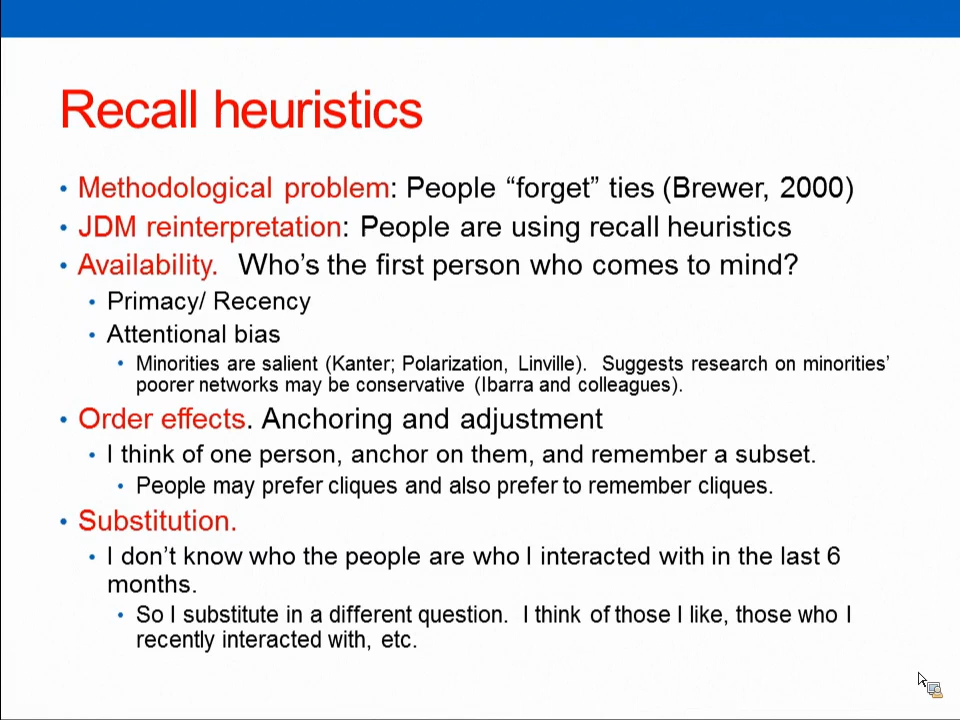 Recall heuristics
• Methodological problem: People “forget” ties (Brewer, 2000)
• JDM reinterpretation: People are using recall heuristics
• Availability. Who’s the first person who comes to mind?
• Primacy/ Recency
• Attentional bias
• Minorities are salient (Kanter; Polarization, Linville). Suggests research on minorities’
poorer networks may be conservative (Ibarra and colleagues).
• Order effects. Anchoring and adjustment
• I think of one person, anchor on them, and remember a subset.
• People may prefer cliques and also prefer to remember cliques.
• Substitution.
• I don’t know who the people are who I interacted with in the last 6
months.
• So I substitute in a different question. I think of those I like, those who I
recently interacted with, etc.